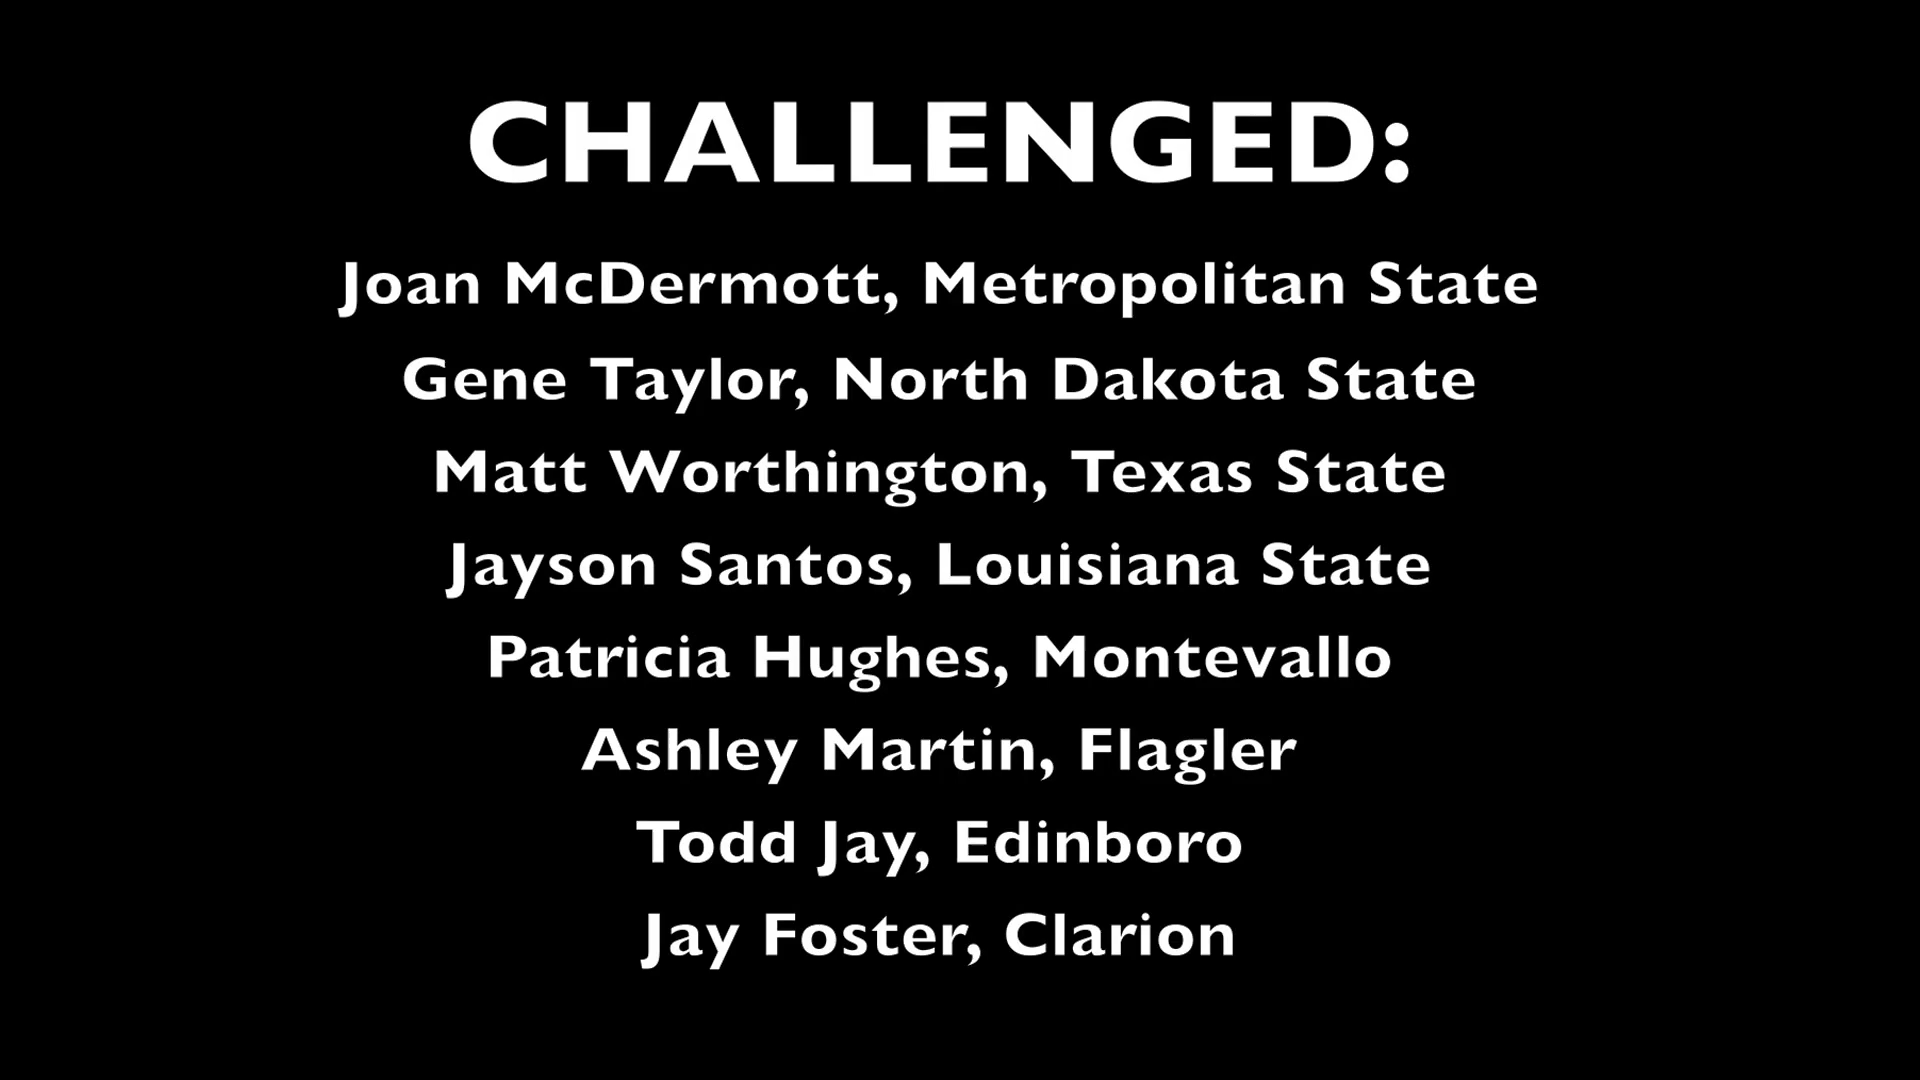 CHALLENGED:
Joan McDermott, Metropolitan State
Gene Taylor, North Dakota State
Matt Worthington, Texas State
Jayson Santos, Louisiana State
Patricia Hughes, Montevallo
Ashley Martin, Flagler
Todd Jay, Edinboro
Jay Foster, Clarion